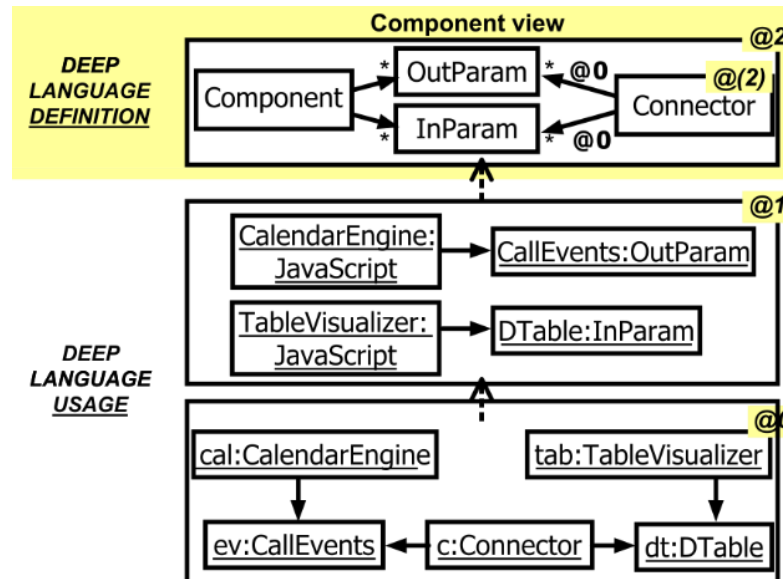 Component view
@2
DEEP
LANGUAGE
DEFINITION
Component
* OutParam * @0
@(2)
Connector
* InParam * @0
@1
CalendarEngine:
JavaScript
CallEvents:OutParam
TableVisualizer:
JavaScript
DTable:InParam
DEEP
LANGUAGE
USAGE
@0
cal:CalendarEngine
tab:TableVisualizer
ev:CallEvents
c:Connector
dt:DTable